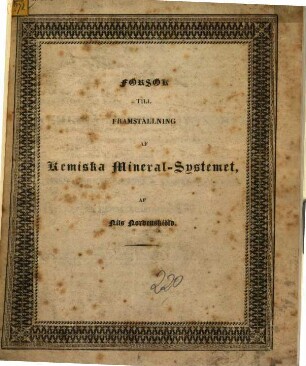 FÖRSÖK
TILL
FRAMSTÄLLNING
AF
Kemiska Mineral-Systemet,
AF
Nils Nordenskiöld.
220